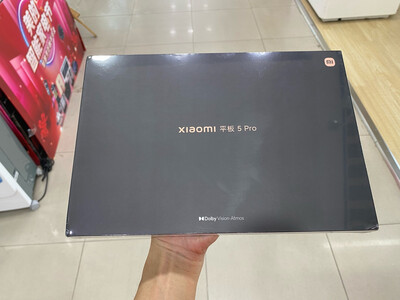 mi
xiaomi 平板 5 Pro
Dolby Vision·Atmos